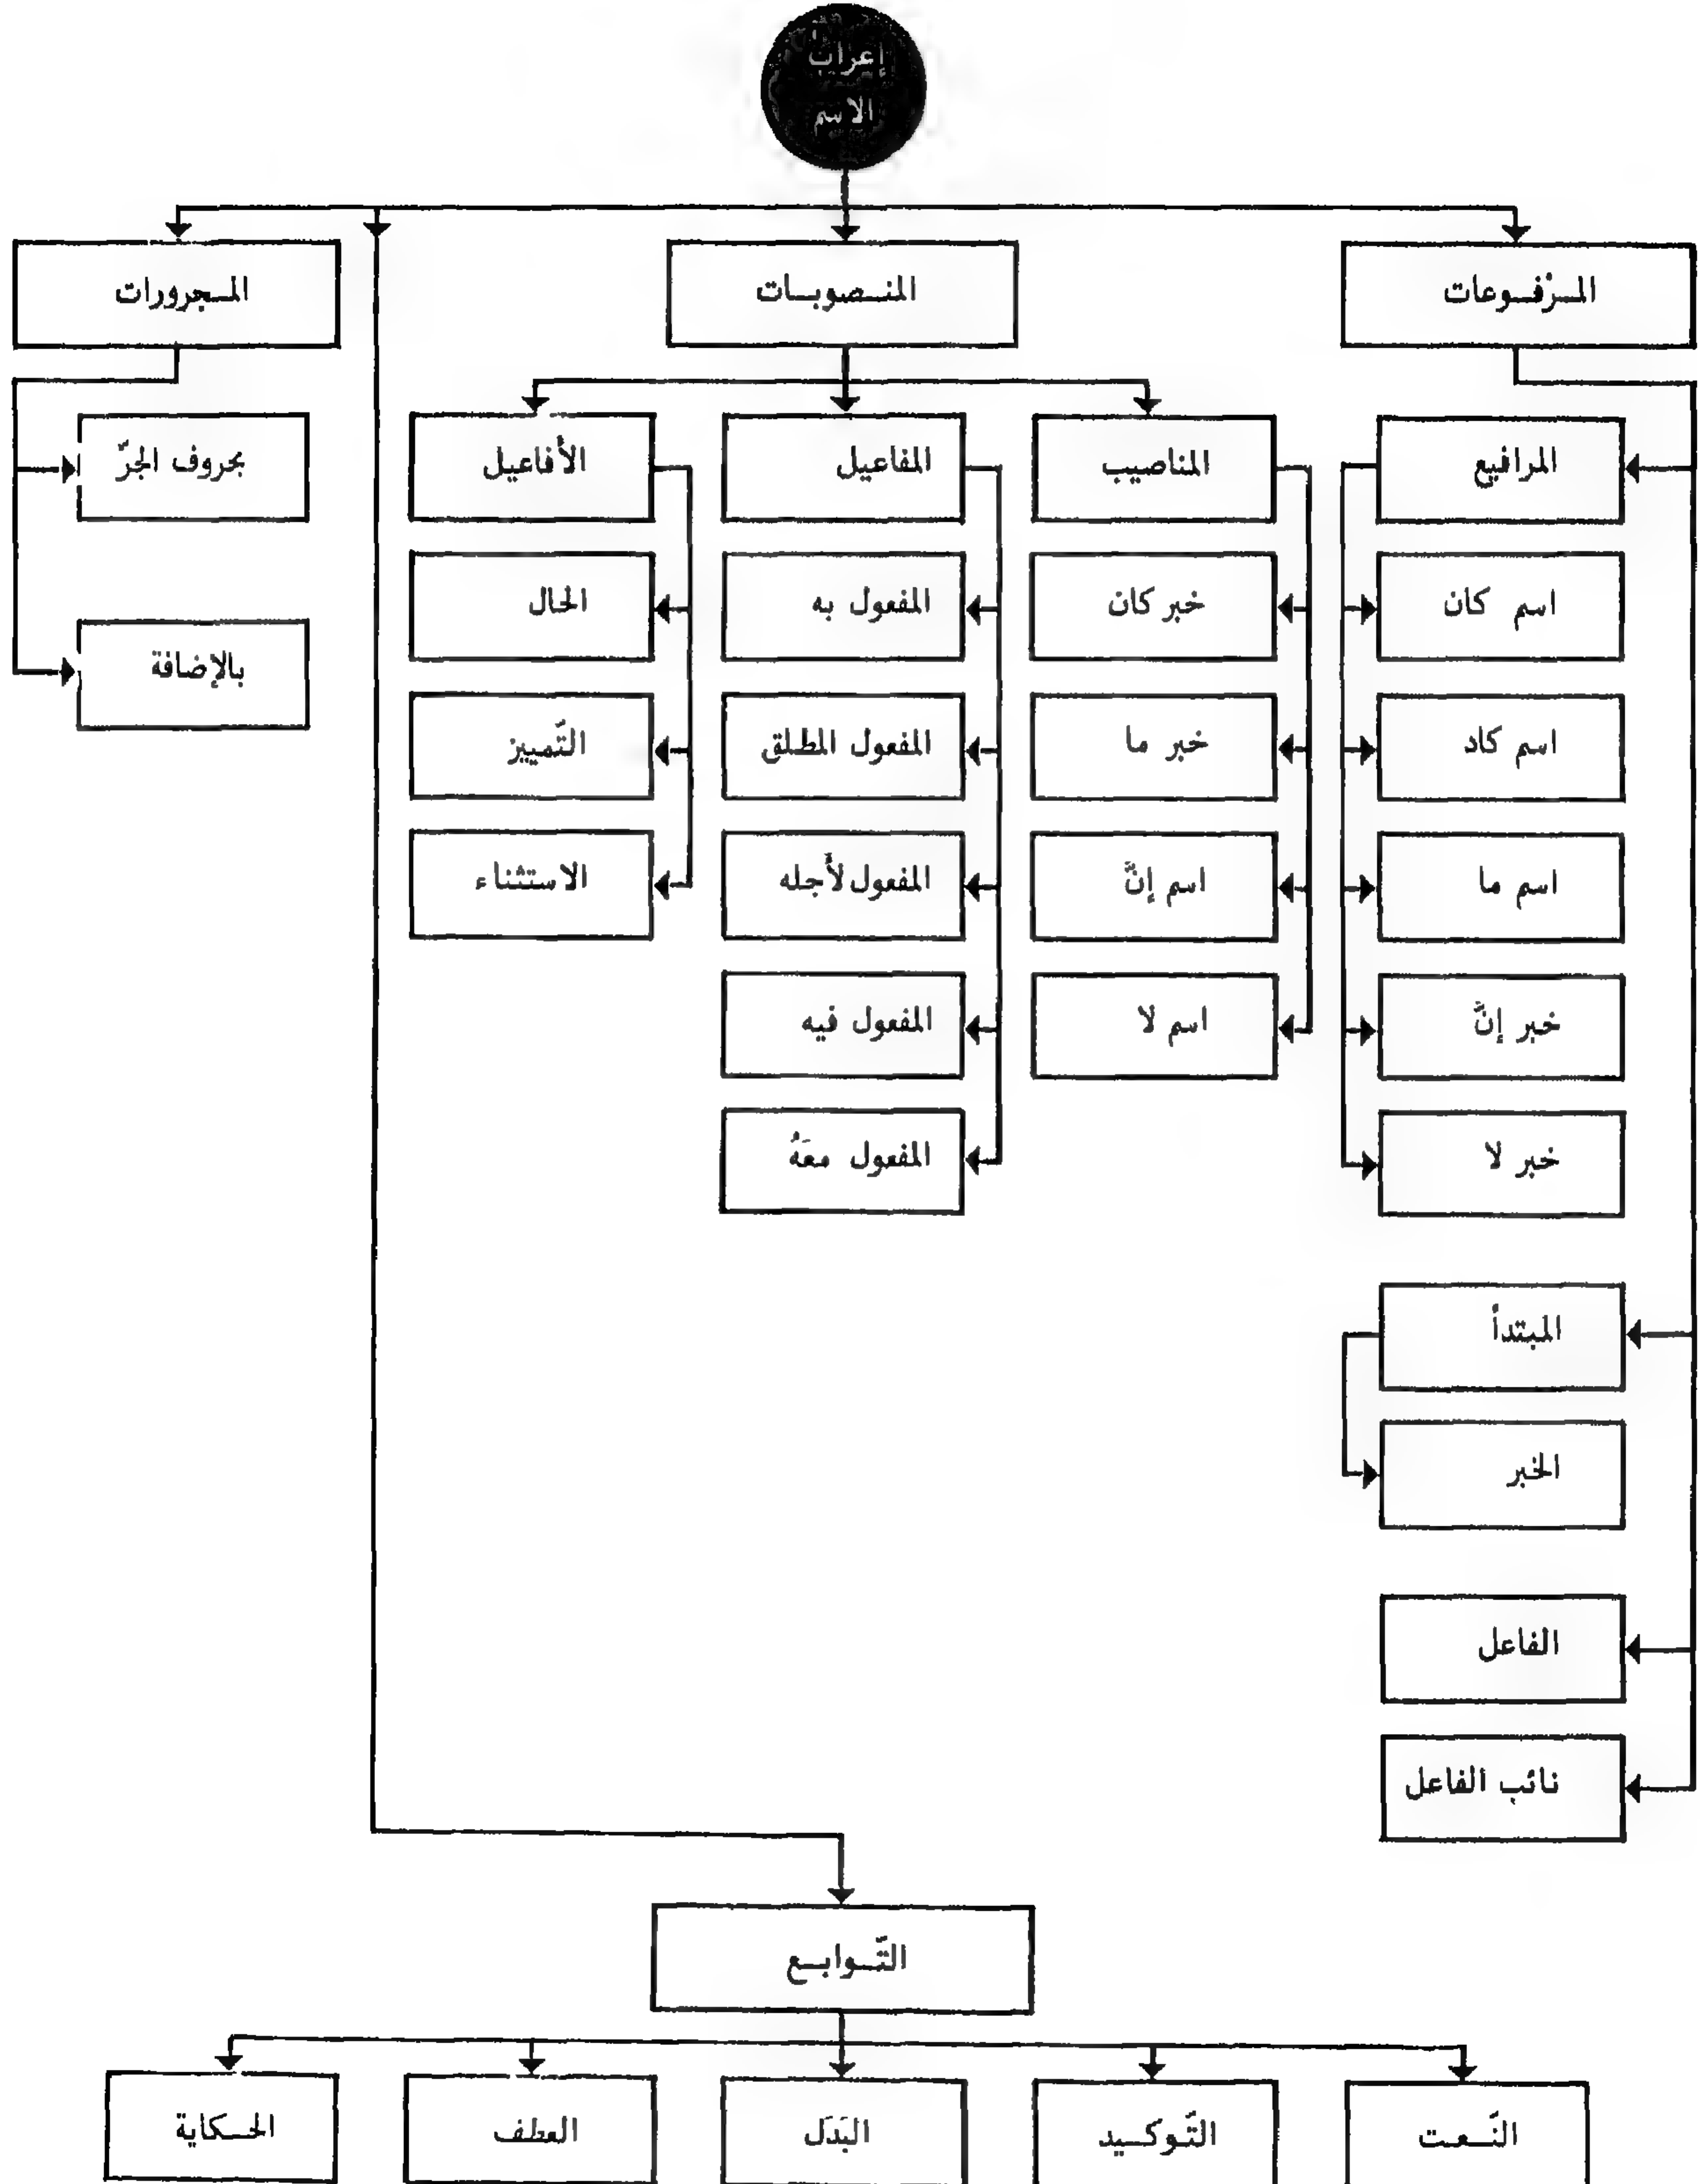 إعراب
الاسم
المرْفوعات
المنصوبات
المجرورات
المرافيع
المناصيب
المفاعيل
الأفاعيل
بحروف الجرّ
اسم كان
خبر كان
المفعول به
الحال
بالإضافة
اسم كاد
خبر ما
المفعول المطلق
التّمييز
اسم ما
اسم إنَّ
المفعول لأجله
الاستثناء
خبر إنَّ
اسم لا
المفعول فيه
خبر لا
المفعول معَهُ
المبتدأ
الخبر
الفاعل
نائب الفاعل
التّوابع
النّعت
التّوكيد
البَدَل
العطف
الحكاية